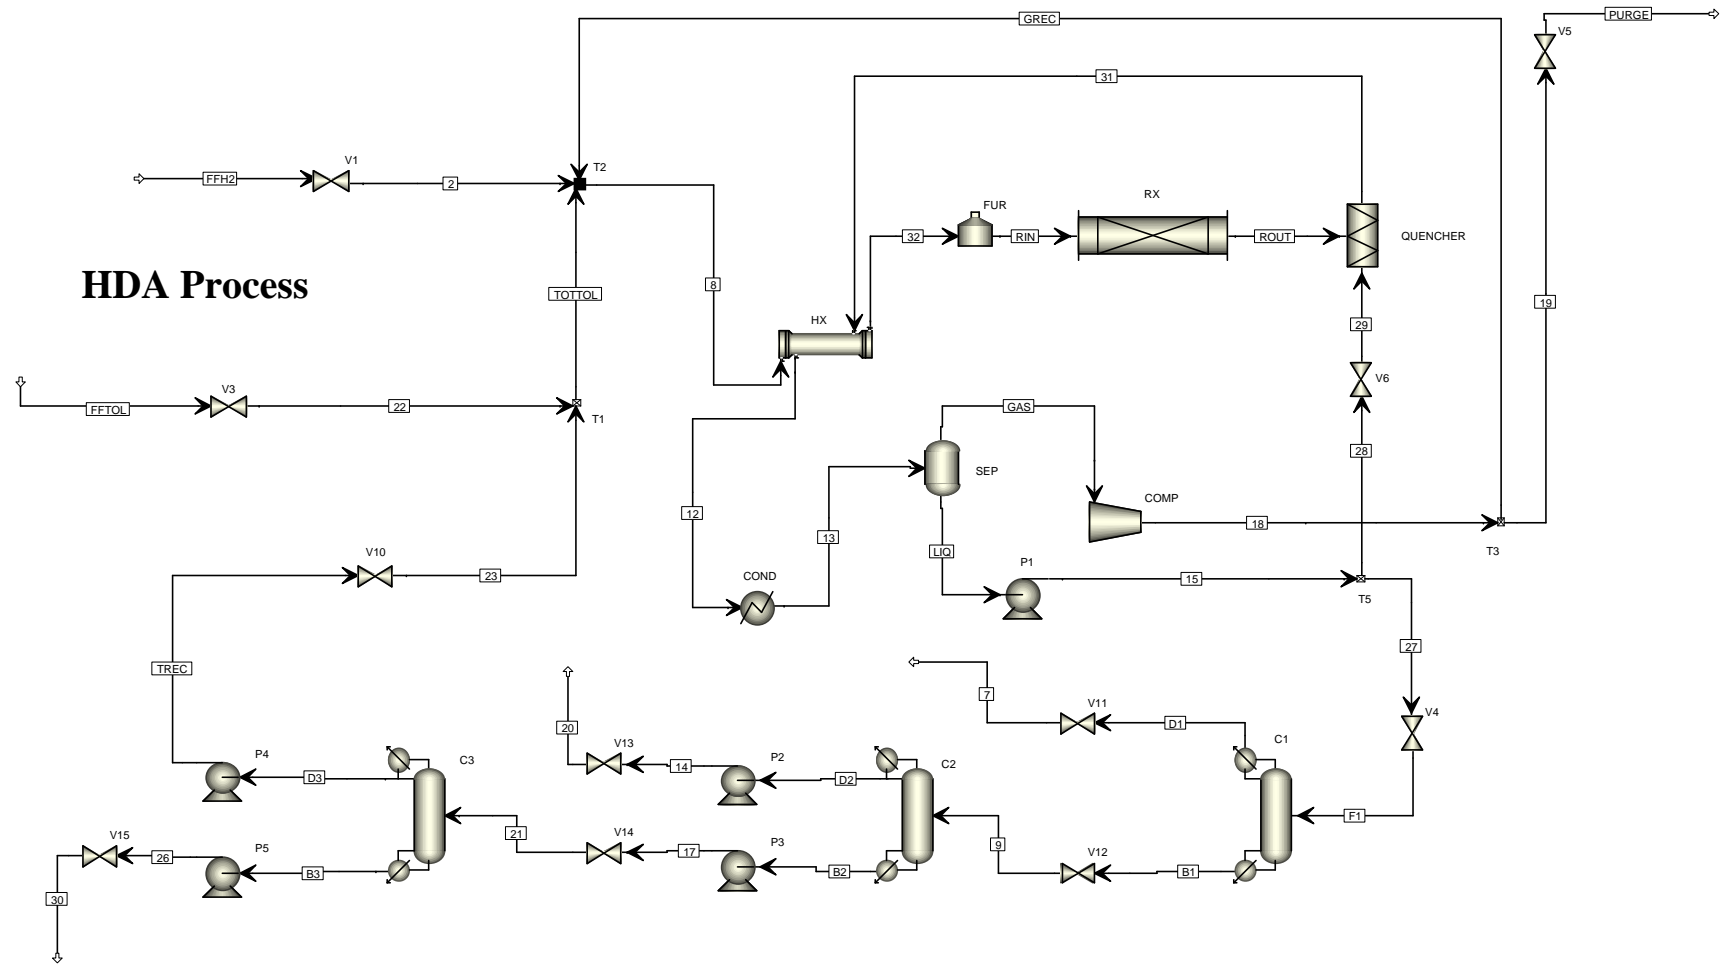 GREC
PURGE
V5
31
V1
FFH2
2
T2
RX
FUR
32
RIN
ROUT
QUENCHER
HDA Process
8
TOTTOL
19
HX
29
V3
V6
FFTOL
22
T1
GAS
28
SEP
COMP
12
13
18
LIQ
T3
V10
23
COND
P1
15
T5
27
TREC
7
V11
D1
V4
20
V13
P2
C1
P4
C3
14
D2
C2
D3
F1
V15
V14
P3
21
9
V12
26
P5
17
B3
B2
B1
30